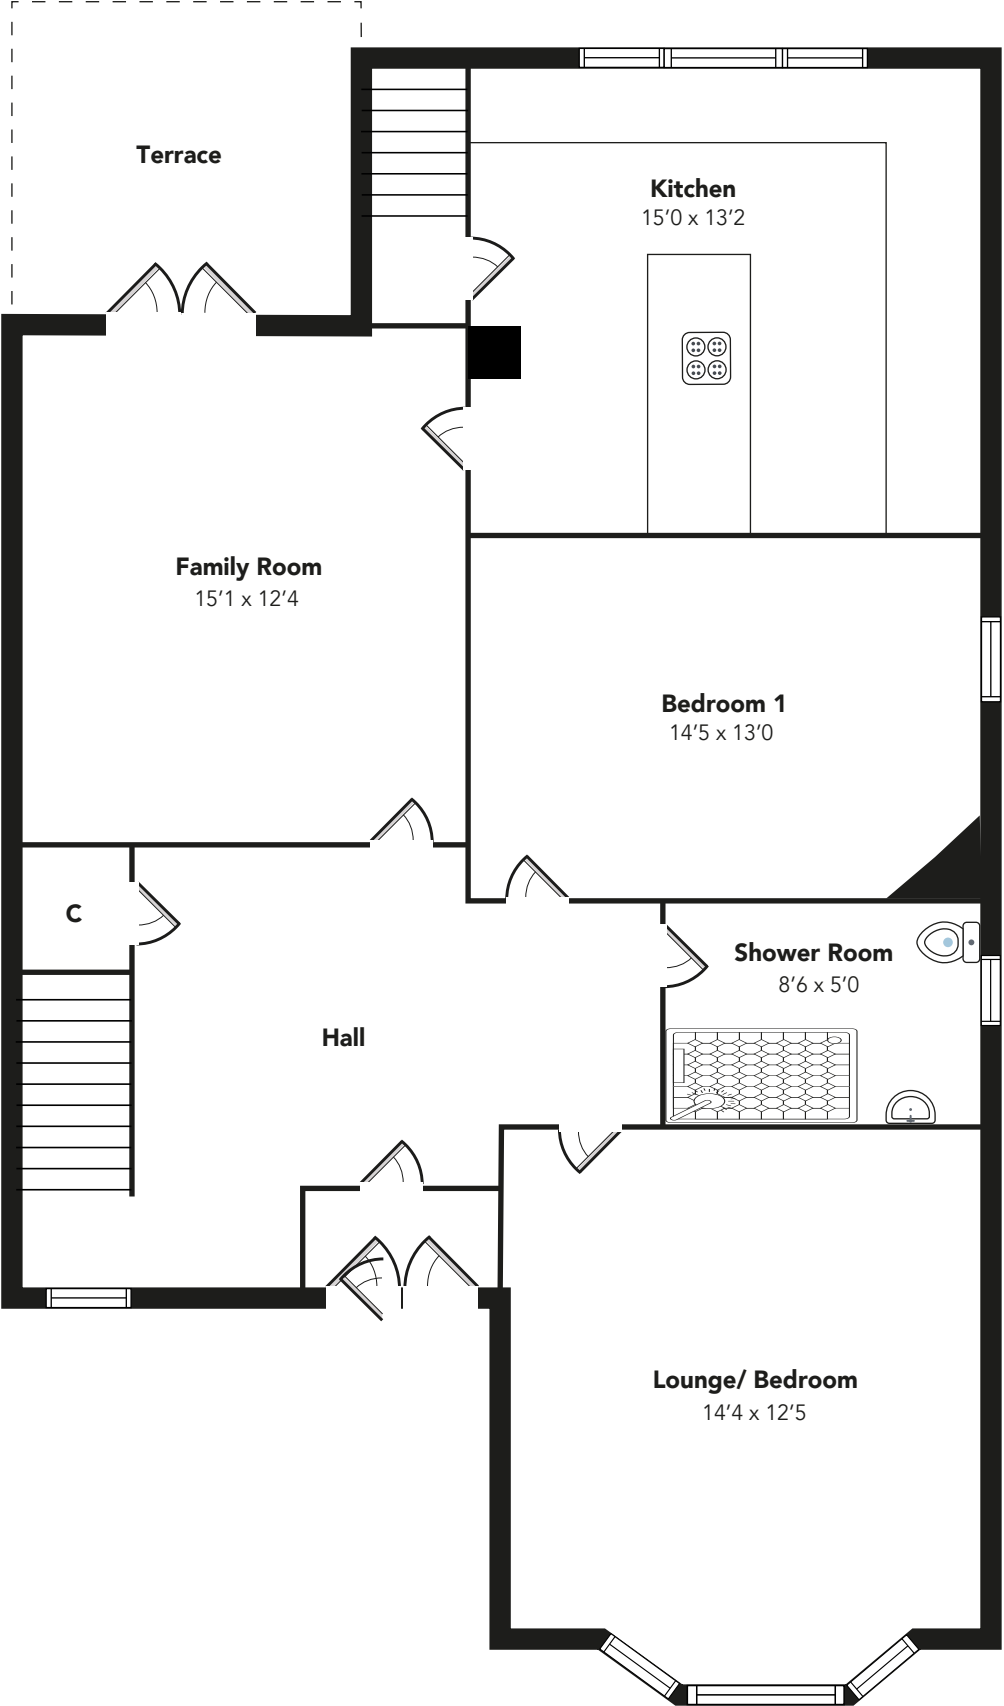 Terrace
Kitchen
15’0 x 13’2
Family Room
15’1 x 12’4
Bedroom 1
14’5 x 13’0
C
Shower Room
8’6 x 5’0
Hall
Lounge/ Bedroom
14’4 x 12’5